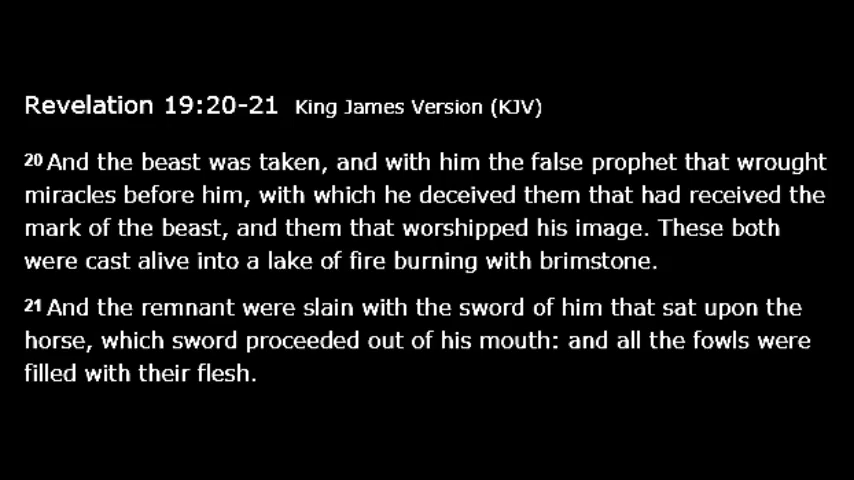 Revelation 19:20-21 King James Version (KJV)
20 And the beast was taken, and with him the false prophet that wrought
miracles before him, with which he deceived them that had received the
mark of the beast, and them that worshipped his image. These both
were cast alive into a lake of fire burning with brimstone.
21 And the remnant were slain with the sword of him that sat upon the
horse, which sword proceeded out of his mouth: and all the fowls were
filled with their flesh.